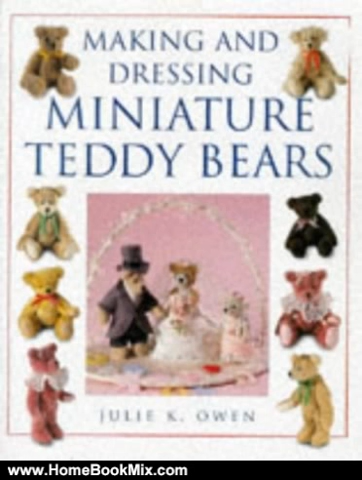 MAKING AND
DRESSING
MINIATURE
TEDDY BEARS
JULIE K. OWEN
www.HomeBookMix.com